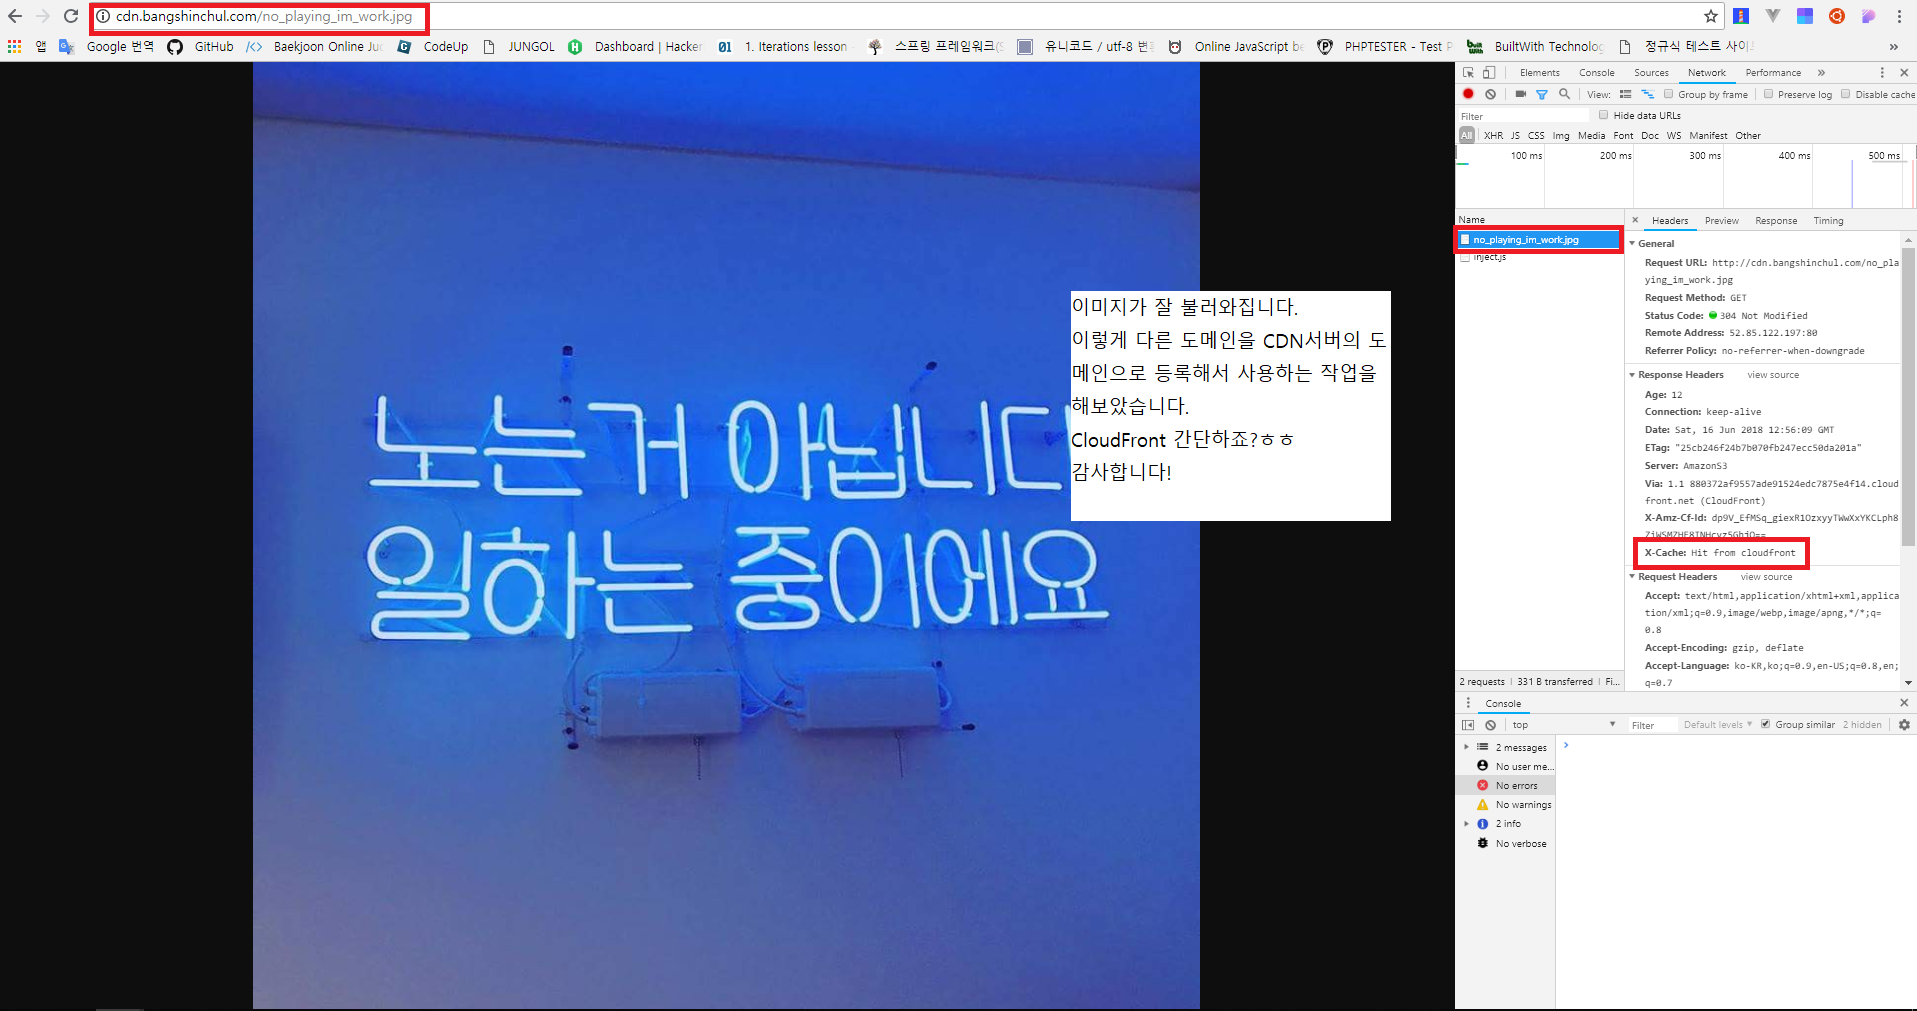 cdn.bangshinchul.com/no_playing_im_work.jpg
앱 Google 번역 GitHub Baekjoon Online Ju CodeUp JUNGOL Dashboard | Hacker 1. Iterations lesson 스프링 프레임워크(S 유니코드 / utf-8 변 Online JavaScript be PHPTESTER - Test P BuiltWith Technolog 정규식 테스트 사이 »
Elements Console Sources Network Performance »
View: Group by frame Preserve log Disable cache
Filter Hide data URLs
All XHR JS CSS Img Media Font Doc WS Manifest Other
100 ms 200 ms 300 ms 400 ms 500 ms
Name
no_playing_im_work.jpg
inject.js
2 requests | 331 B transferred | Fi...
Headers Preview Response Timing
General
Request URL: http://cdn.bangshinchul.com/no_pla
ying_im_work.jpg
Request Method: GET
Status Code: 304 Not Modified
Remote Address: 52.85.122.197:80
Referrer Policy: no-referrer-when-downgrade
Response Headers view source
Age: 12
Connection: keep-alive
Date: Sat, 16 Jun 2018 12:56:09 GMT
ETag: "25cb246f24b7b070fb247ecc50da201a"
Server: AmazonS3
Via: 1.1 880372af9557ade91524edc7875e4f14.cloud
front.net (CloudFront)
X-Amz-Cf-Id: dp9V_EfMSq_giexR1OzxyyTWwXxYKCLph8
X-Cache: Hit from cloudfront
Request Headers view source
Accept: text/html,application/xhtml+xml,applica
tion/xml;q=0.9,image/webp,image/apng,*/*;q=
0.8
Accept-Encoding: gzip, deflate
Accept-Language: ko-KR,ko;q=0.9,en-US;q=0.8,en;
q=0.7
이미지가 잘 불러와집니다.
이렇게 다른 도메인을 CDN서버의 도
메인으로 등록해서 사용하는 작업을
해보았습니다.
CloudFront 간단하죠?ㅎㅎ
감사합니다!
노는거 아닙니다
일하는 중이에요
Console
top Filter Default levels Group similar 2 hidden
2 messages
No user me...
No errors
No warnings
2 info
No verbose